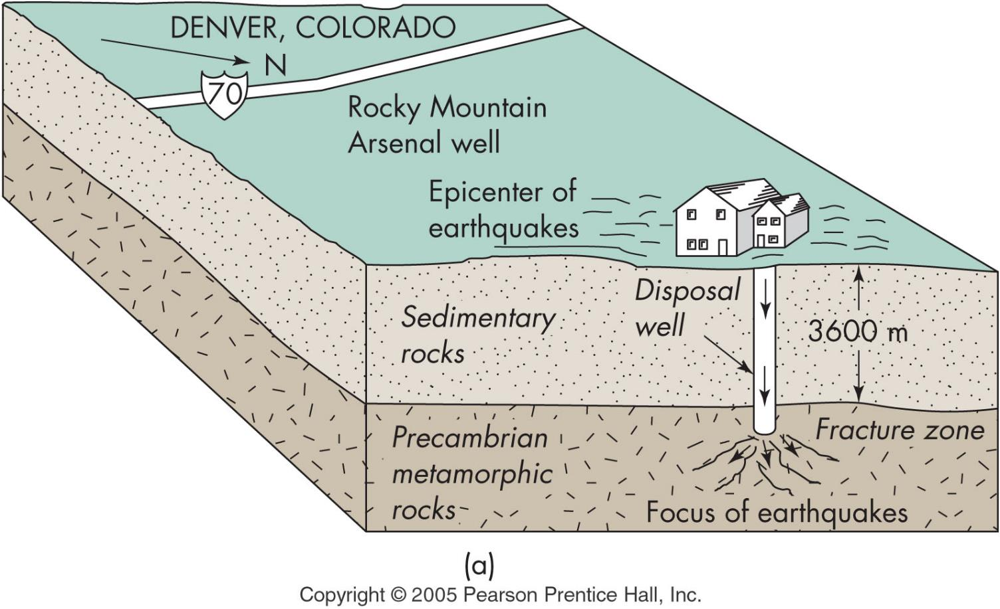 DENVER, COLORADO
N
70
Rocky Mountain
Arsenal well
Epicenter of
earthquakes
Disposal
well
Sedimentary
rocks
3600 m
Fracture zone
Precambrian
metamorphic
rocks
Focus of earthquakes
(a)
Copyright © 2005 Pearson Prentice Hall, Inc.